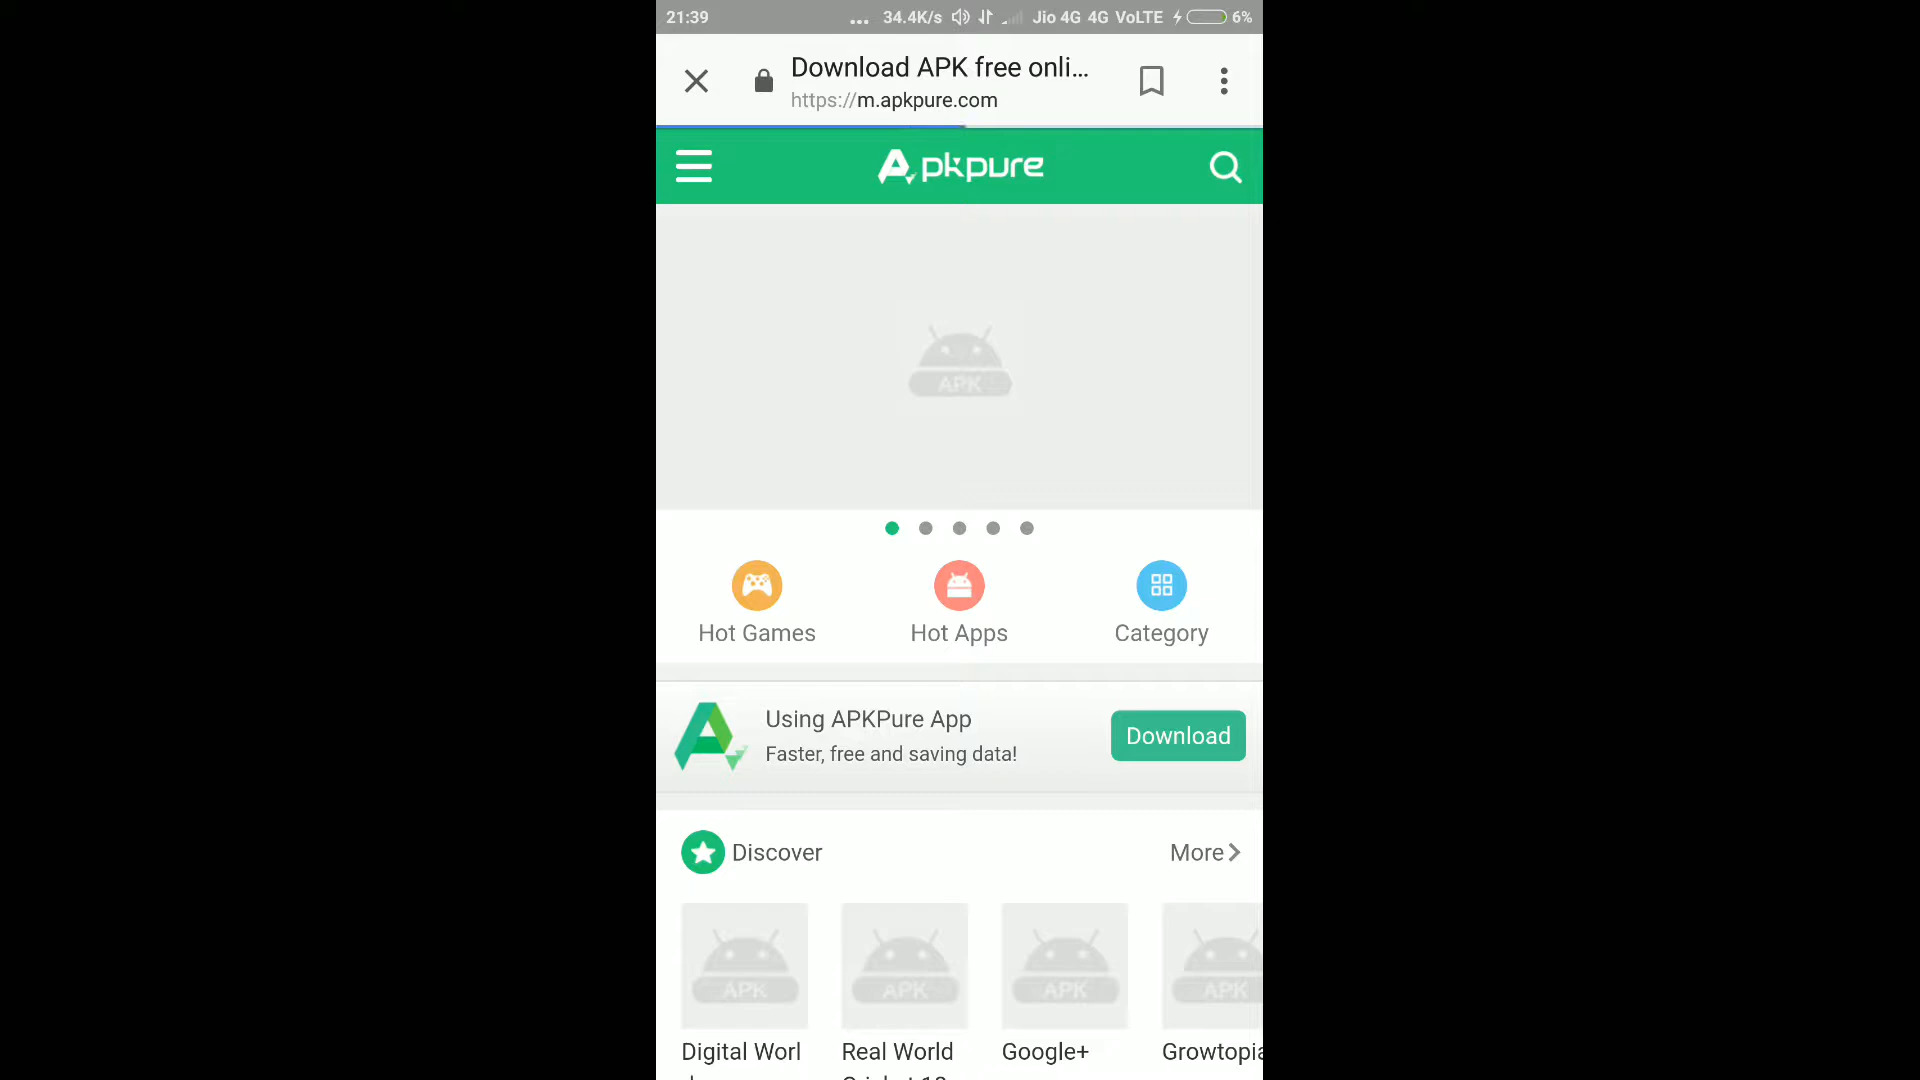 21:39 ... 34.4K/s Jio 4G 4G VoLTE 6%
Download APK free onli...
https://m.apkpure.com
Apkpure
APK
Hot Games Hot Apps Category
Using APKPure App
Faster, free and saving data!
Download
Discover More
APK APK APK APK
Digital Worl Real World Google+ Growtopia